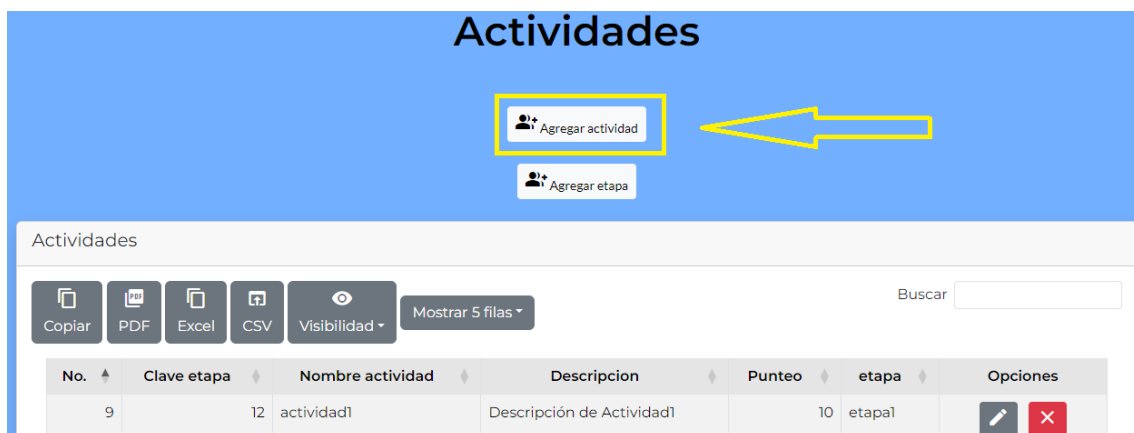 Actividades
Agregar actividad
Agregar etapa
Actividades
Copiar PDF Excel CSV Visibilidad Mostrar 5 filas Buscar
No. Clave etapa Nombre actividad Descripcion Punteo etapa Opciones
9 12 actividad1 Descripción de Actividad1 10 etapa1